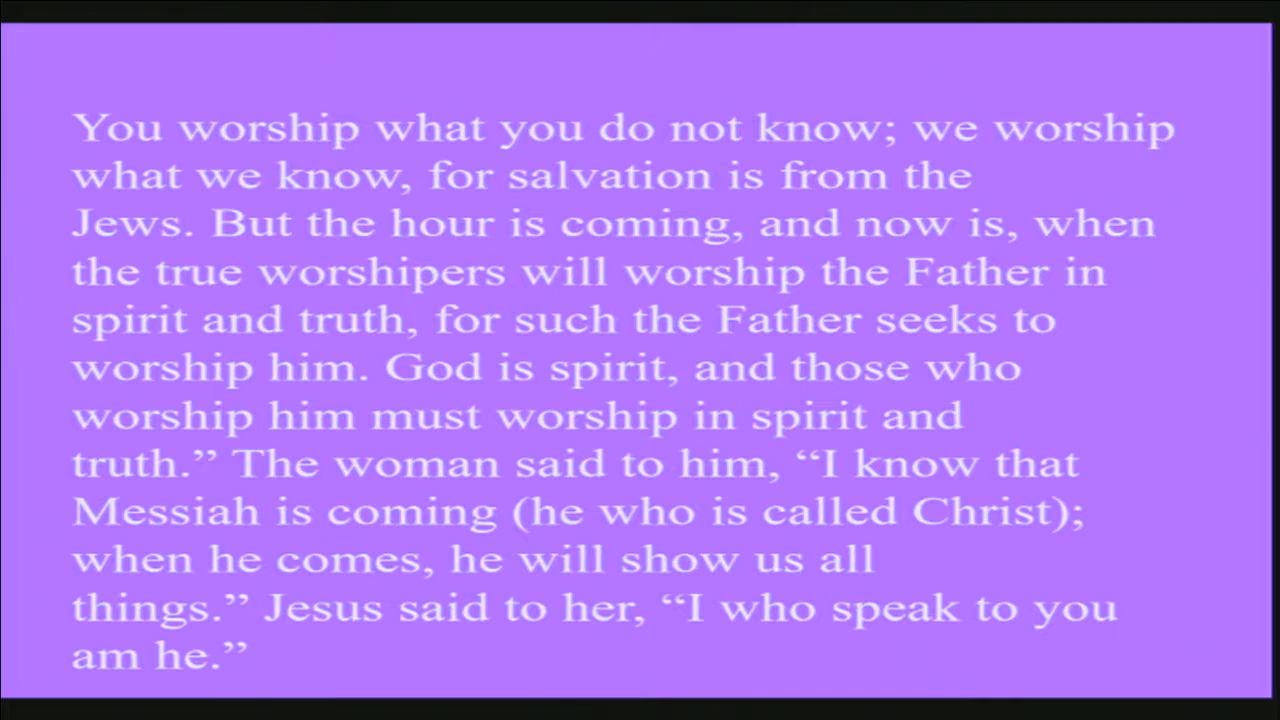 You worship what you do not know; we worship
what we know, for salvation is from the
Jews. But the hour is coming, and now is, when
the true worshipers will worship the Father in
spirit and truth, for such the Father seeks to
worship him. God is spirit, and those who
worship him must worship in spirit and
truth.” The woman said to him, “I know that
Messiah is coming (he who is called Christ);
when he comes, he will show us all
things.” Jesus said to her, “I who speak to you
am he.”